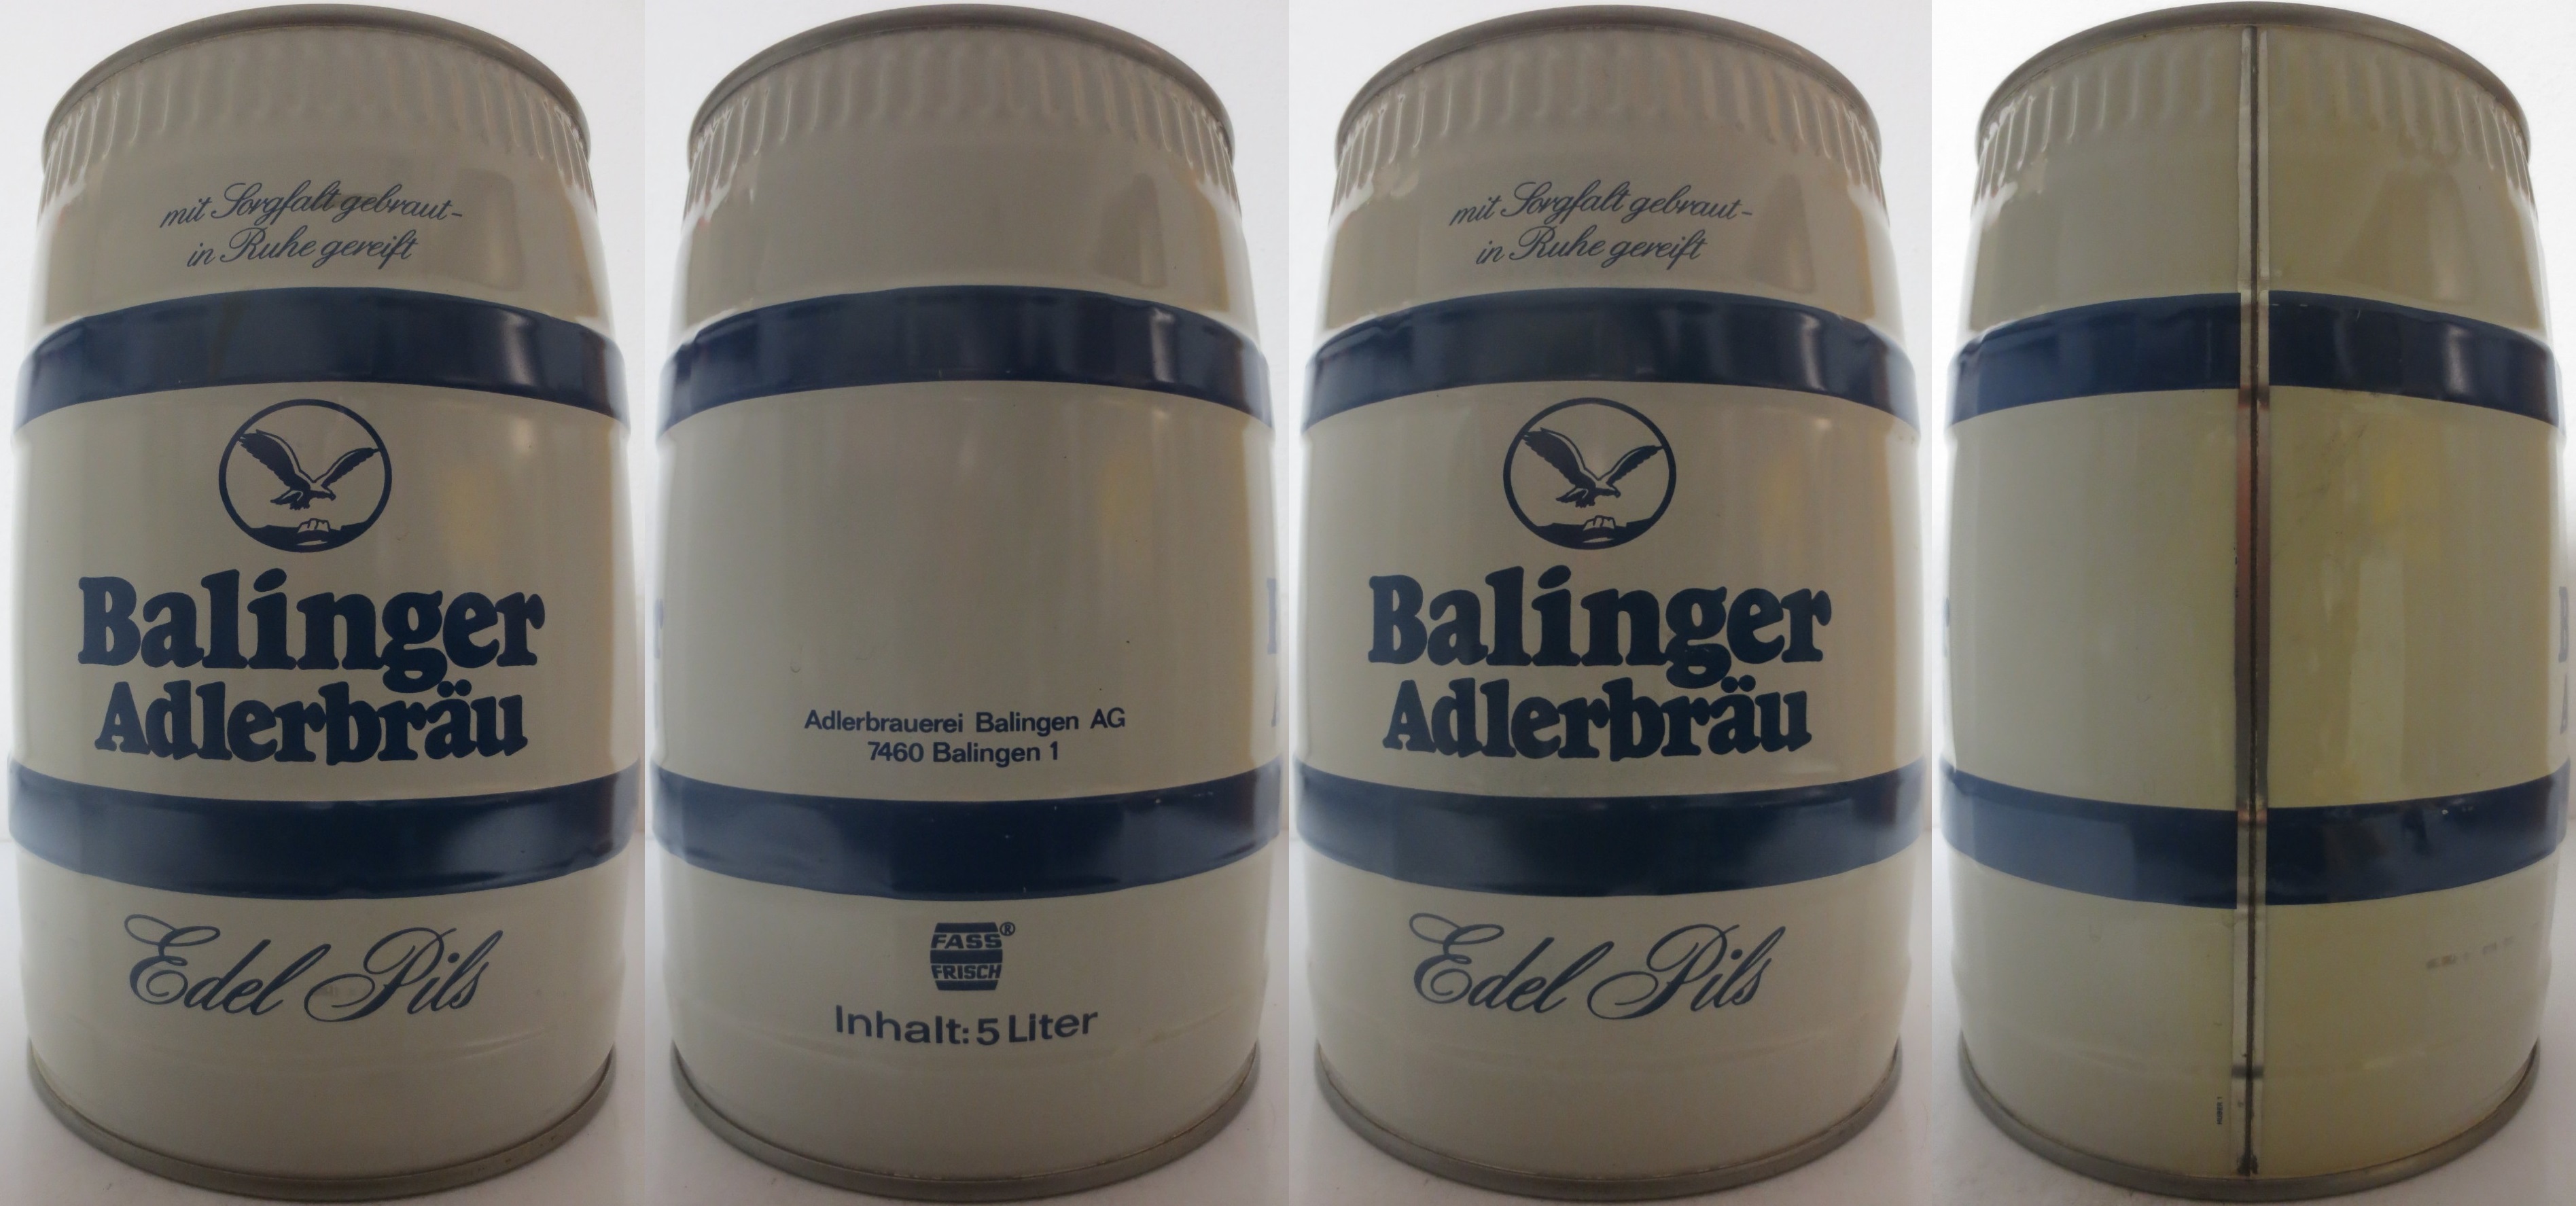 mit Sorgfalt gebraut-
in Ruhe gereift
Balinger
Adlerbräu
Edel Pils
Adlerbrauerei Balingen AG
7460 Balingen 1
FASS®
FRISCH
Inhalt: 5 Liter
mit Sorgfalt gebraut-
in Ruhe gereift
Balinger
Adlerbräu
Edel Pils